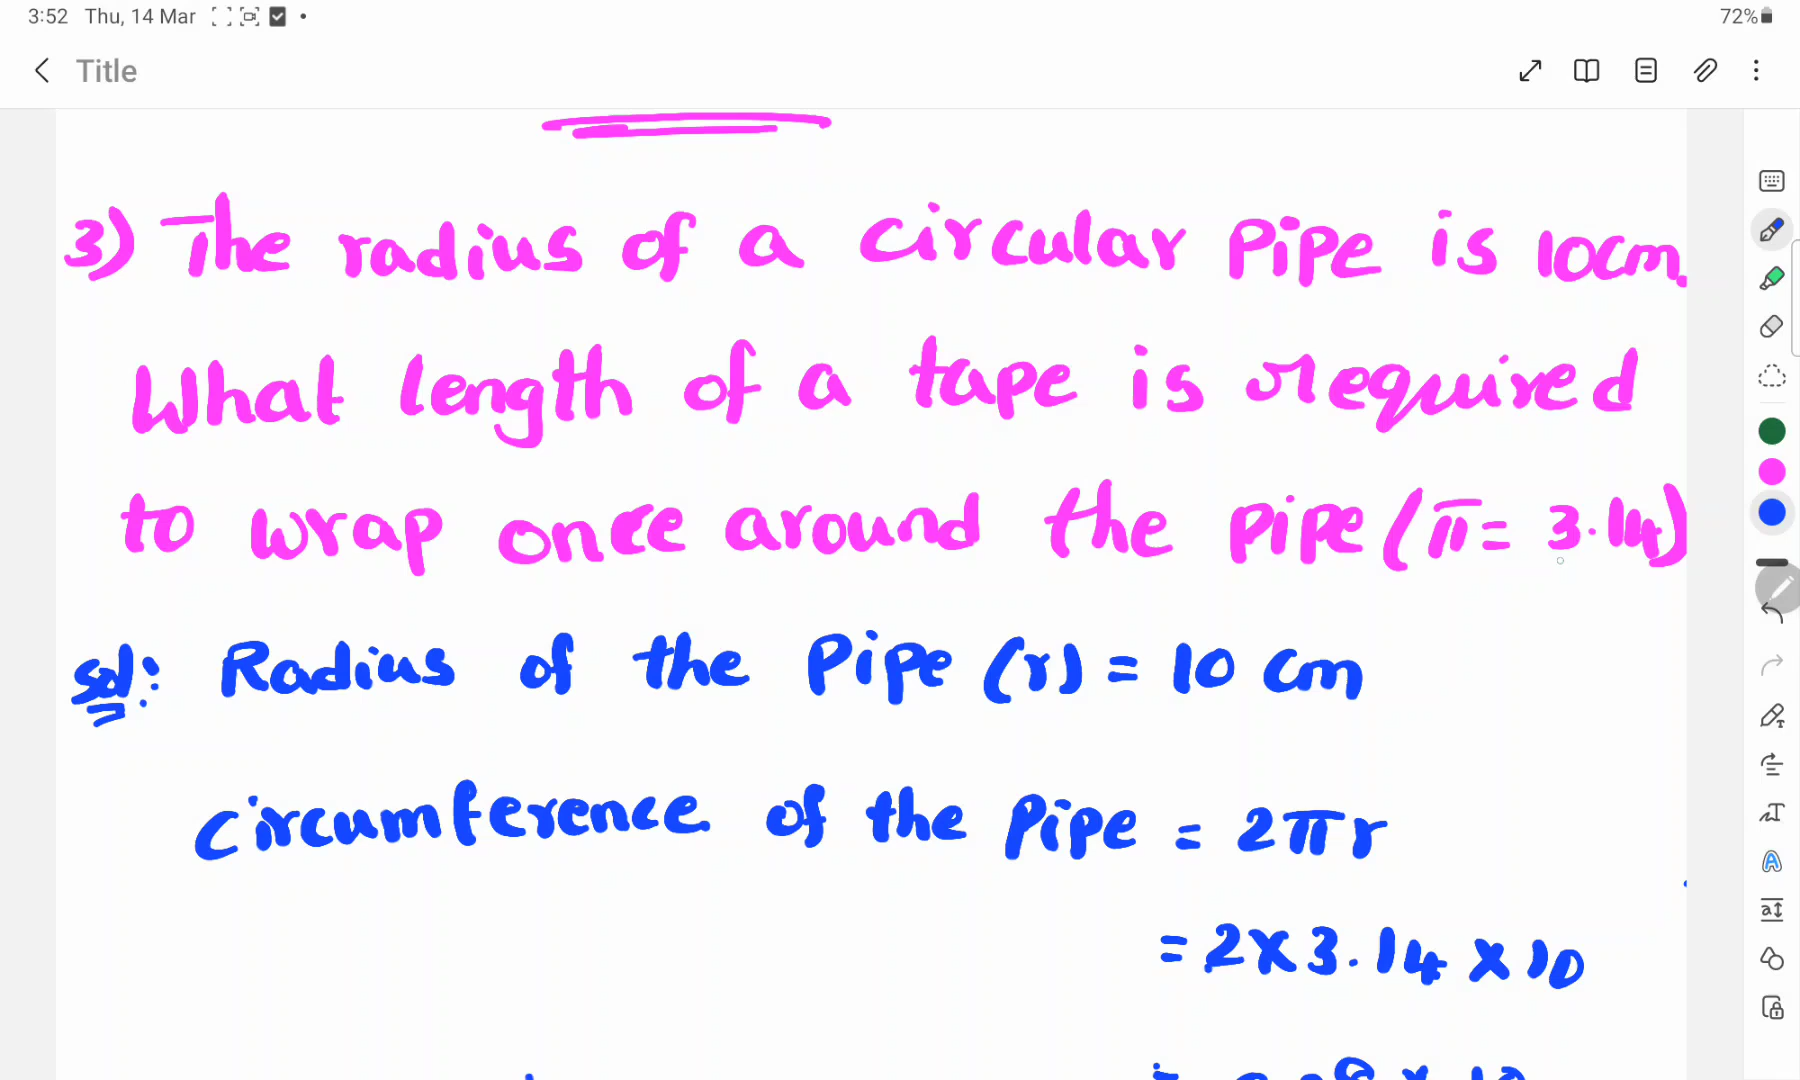 3:52 Thu, 14 Mar
72%
Title
3) The radius of a circular pipe is 10cm.
What length of a tape is required
to wrap once around the pipe (π = 3.14)
Sol: Radius of the Pipe (r) = 10 cm
Circumference of the Pipe = 2πr
= 2 x 3.14 x 10